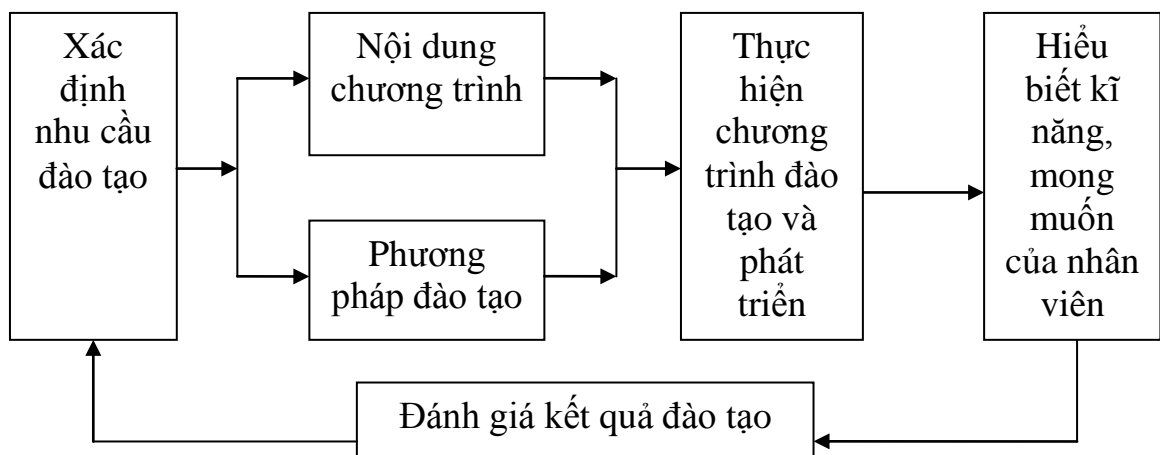 Xác
định
nhu cầu
đào tạo
Nội dung
chương trình
Phương
pháp đào tạo
Thực
hiện
chương
trình đào
tạo và
phát
triển
Hiểu
biết kĩ
năng,
mong
muốn
của nhân
viên
Đánh giá kết quả đào tạo